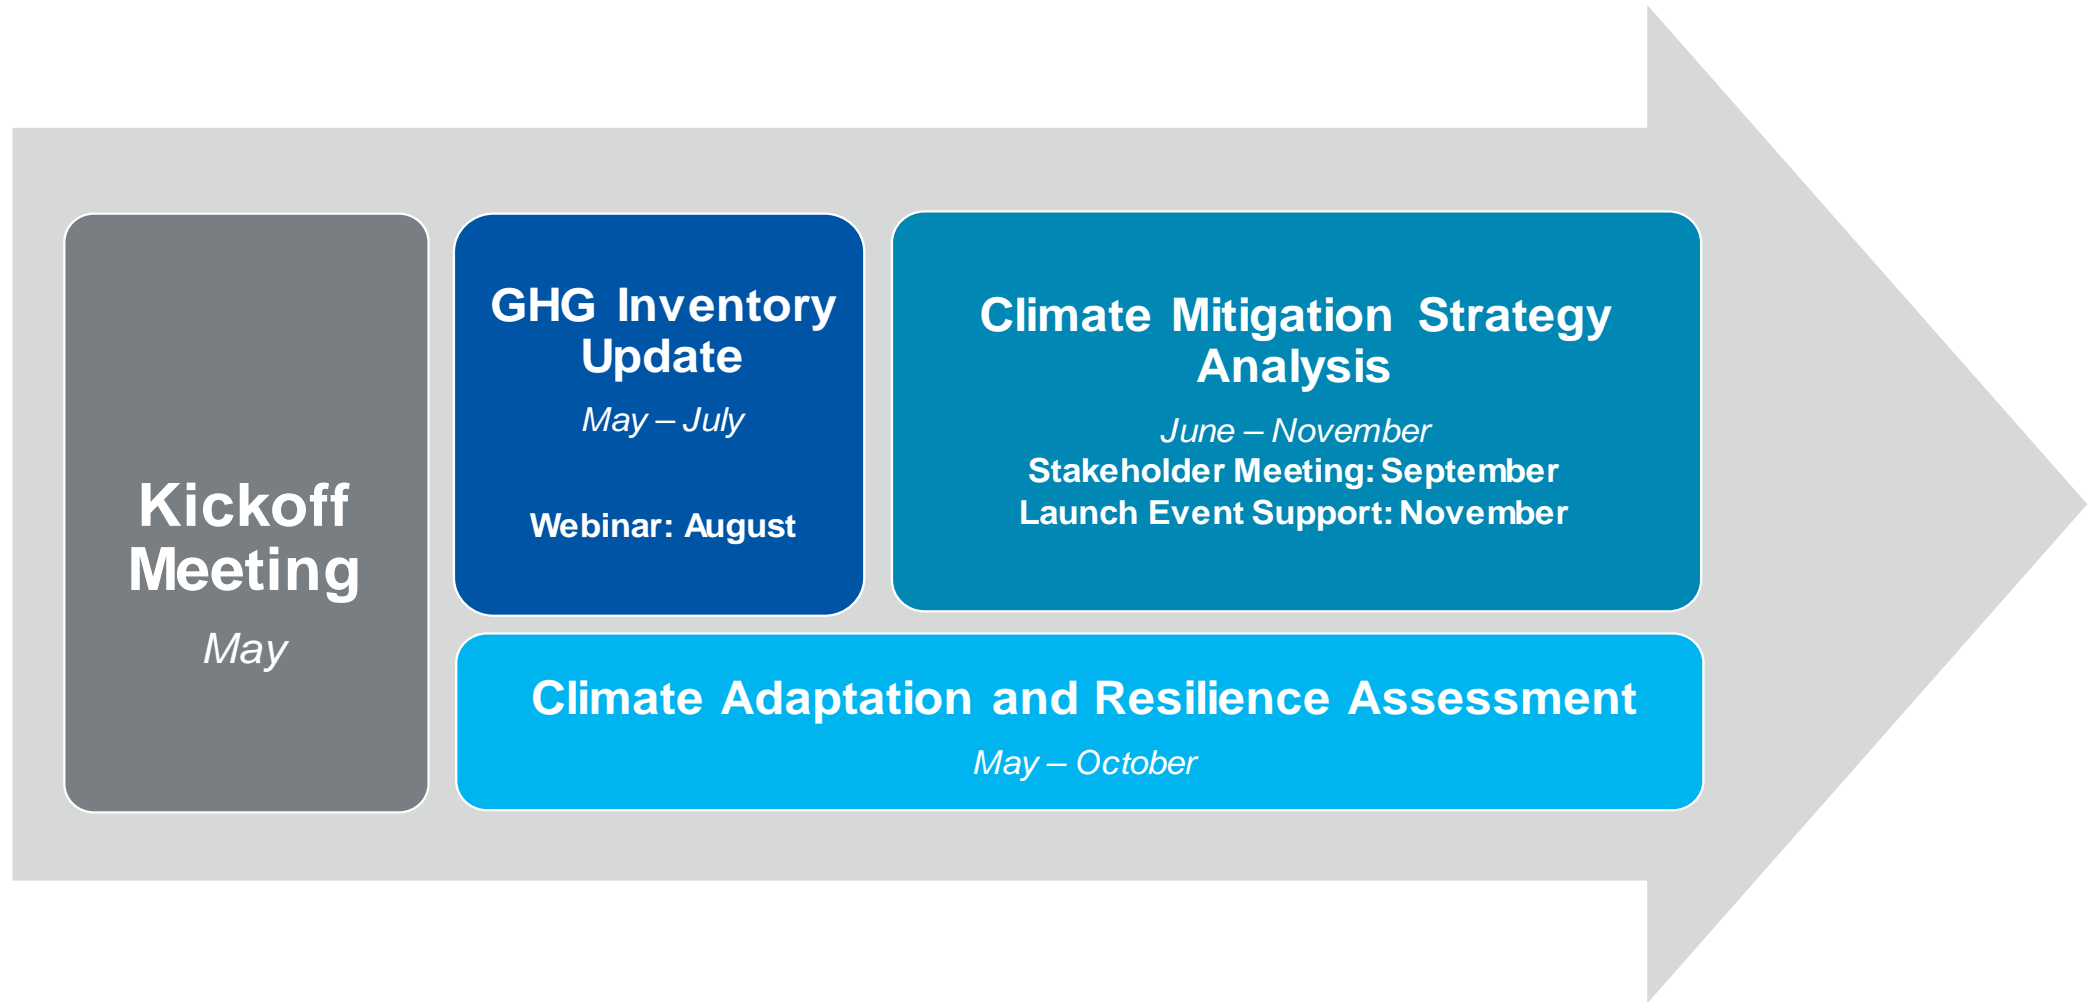 Kickoff
Meeting
May
GHG Inventory
Update
May – July
Webinar: August
Climate Mitigation Strategy
Analysis
June – November
Stakeholder Meeting: September
Launch Event Support: November
Climate Adaptation and Resilience Assessment
May – October